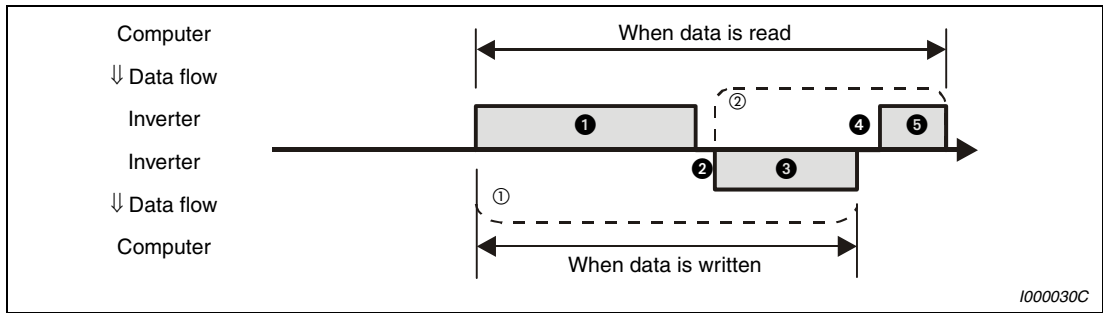 Computer
When data is read
⇓ Data flow
②
Inverter
❶
❹
❺
Inverter
❷
❸
⇓ Data flow
①
Computer
When data is written
I000030C